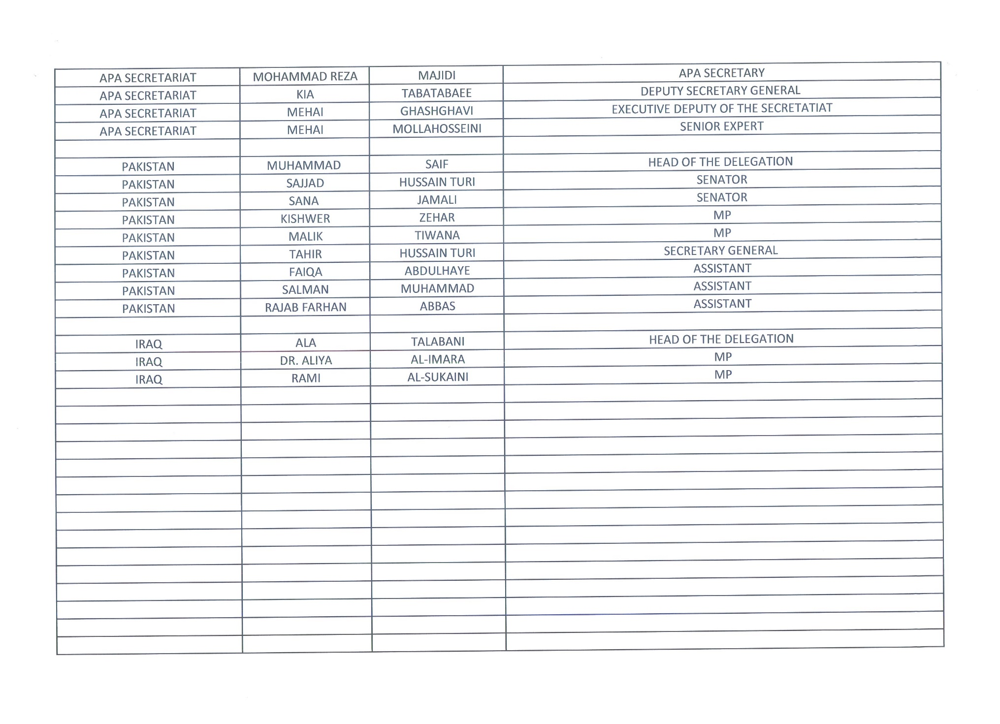 APA SECRETARIAT MOHAMMAD REZA MAJIDI APA SECRETARY
APA SECRETARIAT KIA TABATABAEE DEPUTY SECRETARY GENERAL
APA SECRETARIAT MEHAI GHASHGHAVI EXECUTIVE DEPUTY OF THE SECRETATIAT
APA SECRETARIAT MEHAI MOLLAHOSSEINI SENIOR EXPERT
PAKISTAN MUHAMMAD SAIF HEAD OF THE DELEGATION
PAKISTAN SAJJAD HUSSAIN TURI SENATOR
PAKISTAN SANA JAMALI SENATOR
PAKISTAN KISHWER ZEHAR MP
PAKISTAN MALIK TIWANA MP
PAKISTAN TAHIR HUSSAIN TURI SECRETARY GENERAL
PAKISTAN FAIQA ABDULHAYE ASSISTANT
PAKISTAN SALMAN MUHAMMAD ASSISTANT
PAKISTAN RAJAB FARHAN ABBAS ASSISTANT
IRAQ ALA TALABANI HEAD OF THE DELEGATION
IRAQ DR. ALIYA AL-IMARA MP
IRAQ RAMI AL-SUKAINI MP